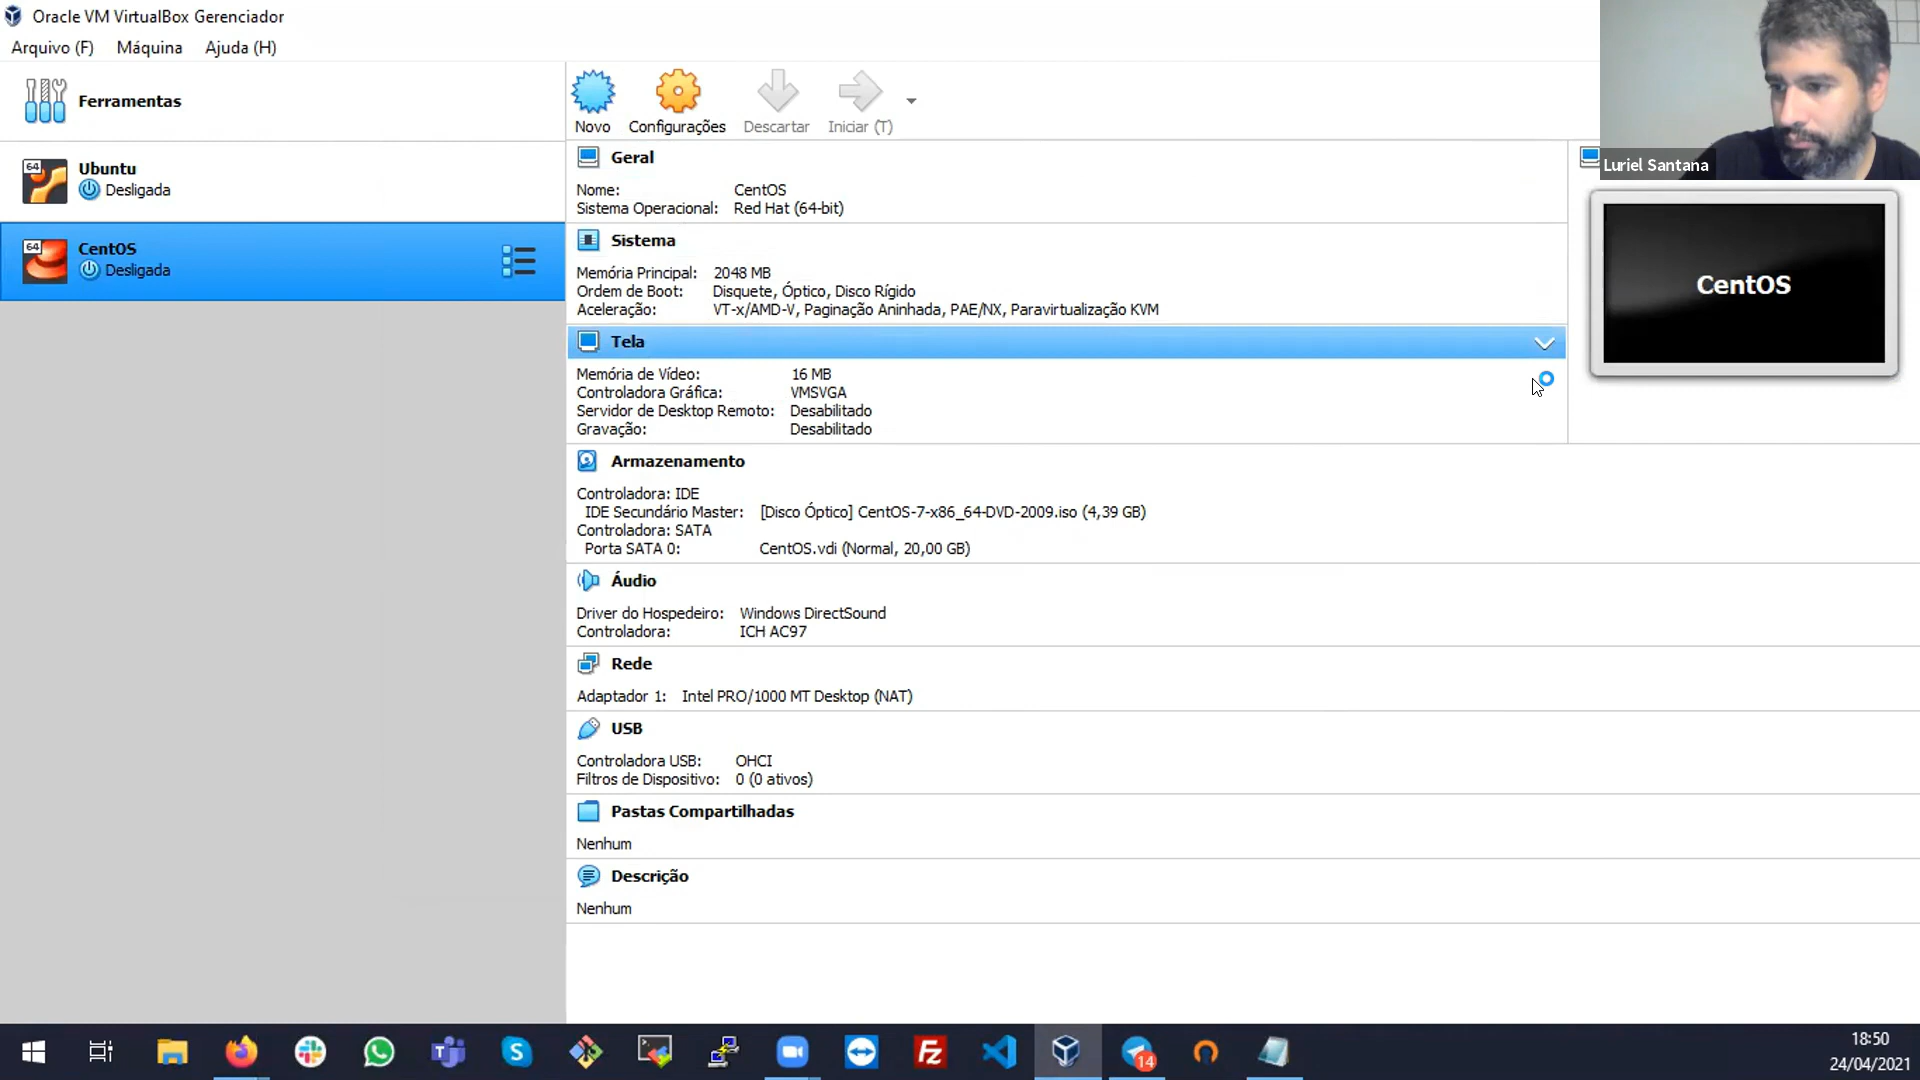 Oracle VM VirtualBox Gerenciador
Arquivo (F) Máquina Ajuda (H)
Ferramentas
64 Ubuntu
Desligada
64 CentOS
Desligada
Novo Configurações Descartar Iniciar (T)
Geral
Nome: CentOS
Sistema Operacional: Red Hat (64-bit)
Sistema
Memória Principal: 2048 MB
Ordem de Boot: Disquete, Óptico, Disco Rígido
Aceleração: VT-x/AMD-V, Paginação Aninhada, PAE/NX, Paravirtualização KVM
Tela
Memória de Vídeo: 16 MB
Controladora Gráfica: VMSVGA
Servidor de Desktop Remoto: Desabilitado
Gravação: Desabilitado
Armazenamento
Controladora: IDE
IDE Secundário Master: [Disco Óptico] CentOS-7-x86_64-DVD-2009.iso (4,39 GB)
Controladora: SATA
Porta SATA 0: CentOS.vdi (Normal, 20,00 GB)
Áudio
Driver do Hospedeiro: Windows DirectSound
Controladora: ICH AC97
Rede
Adaptador 1: Intel PRO/1000 MT Desktop (NAT)
USB
Controladora USB: OHCI
Filtros de Dispositivo: 0 (0 ativos)
Pastas Compartilhadas
Nenhum
Descrição
Nenhum
Luriel Santana
CentOS
14
18:50
24/04/2021